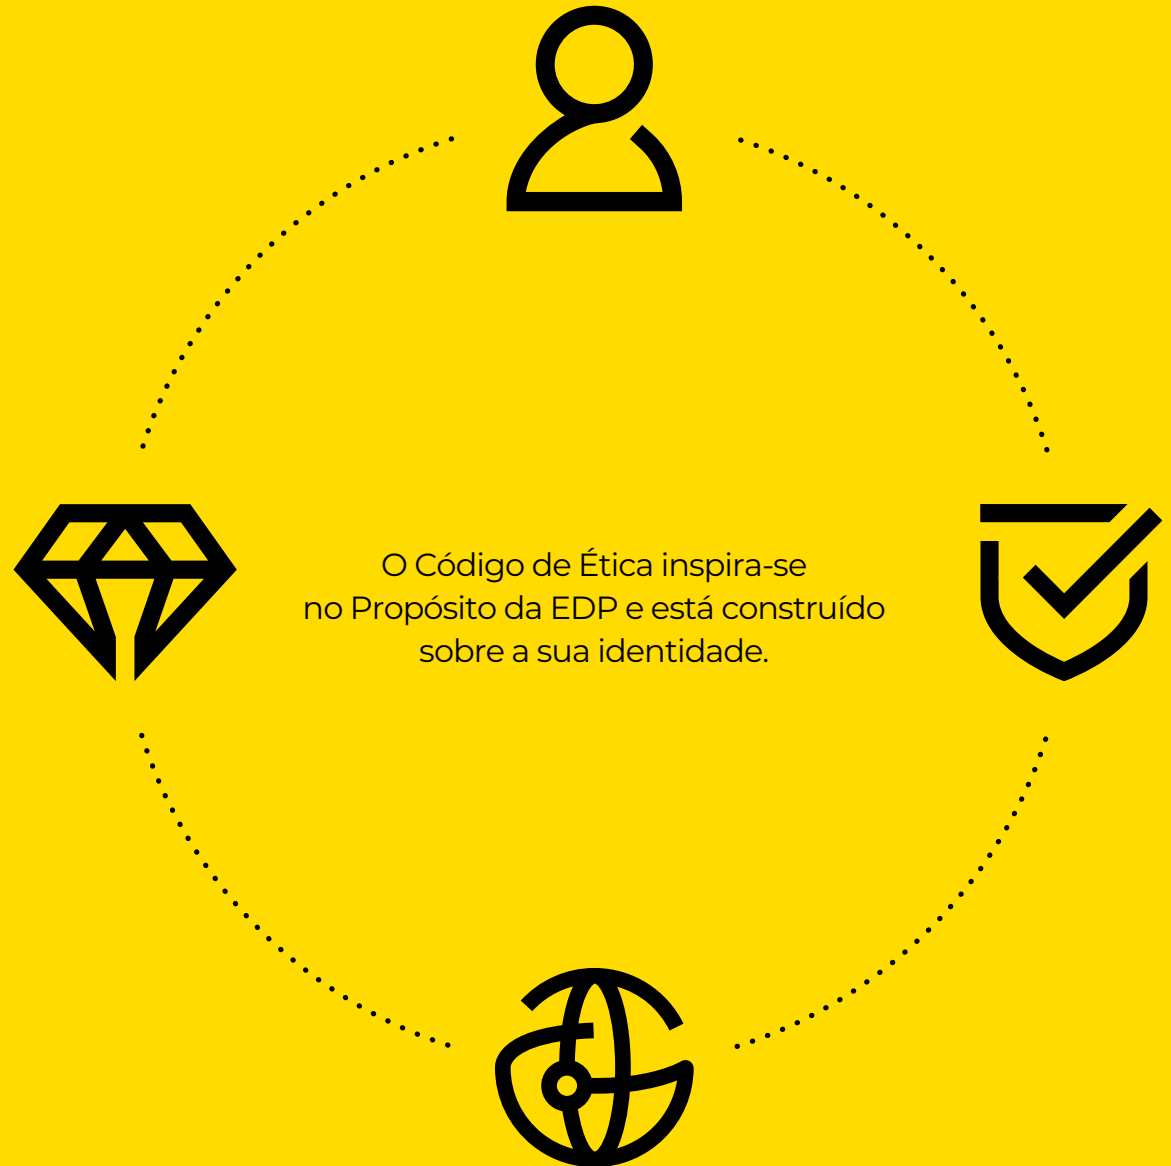 O Código de Ética inspira-se
no Propósito da EDP e está construído
sobre a sua identidade.